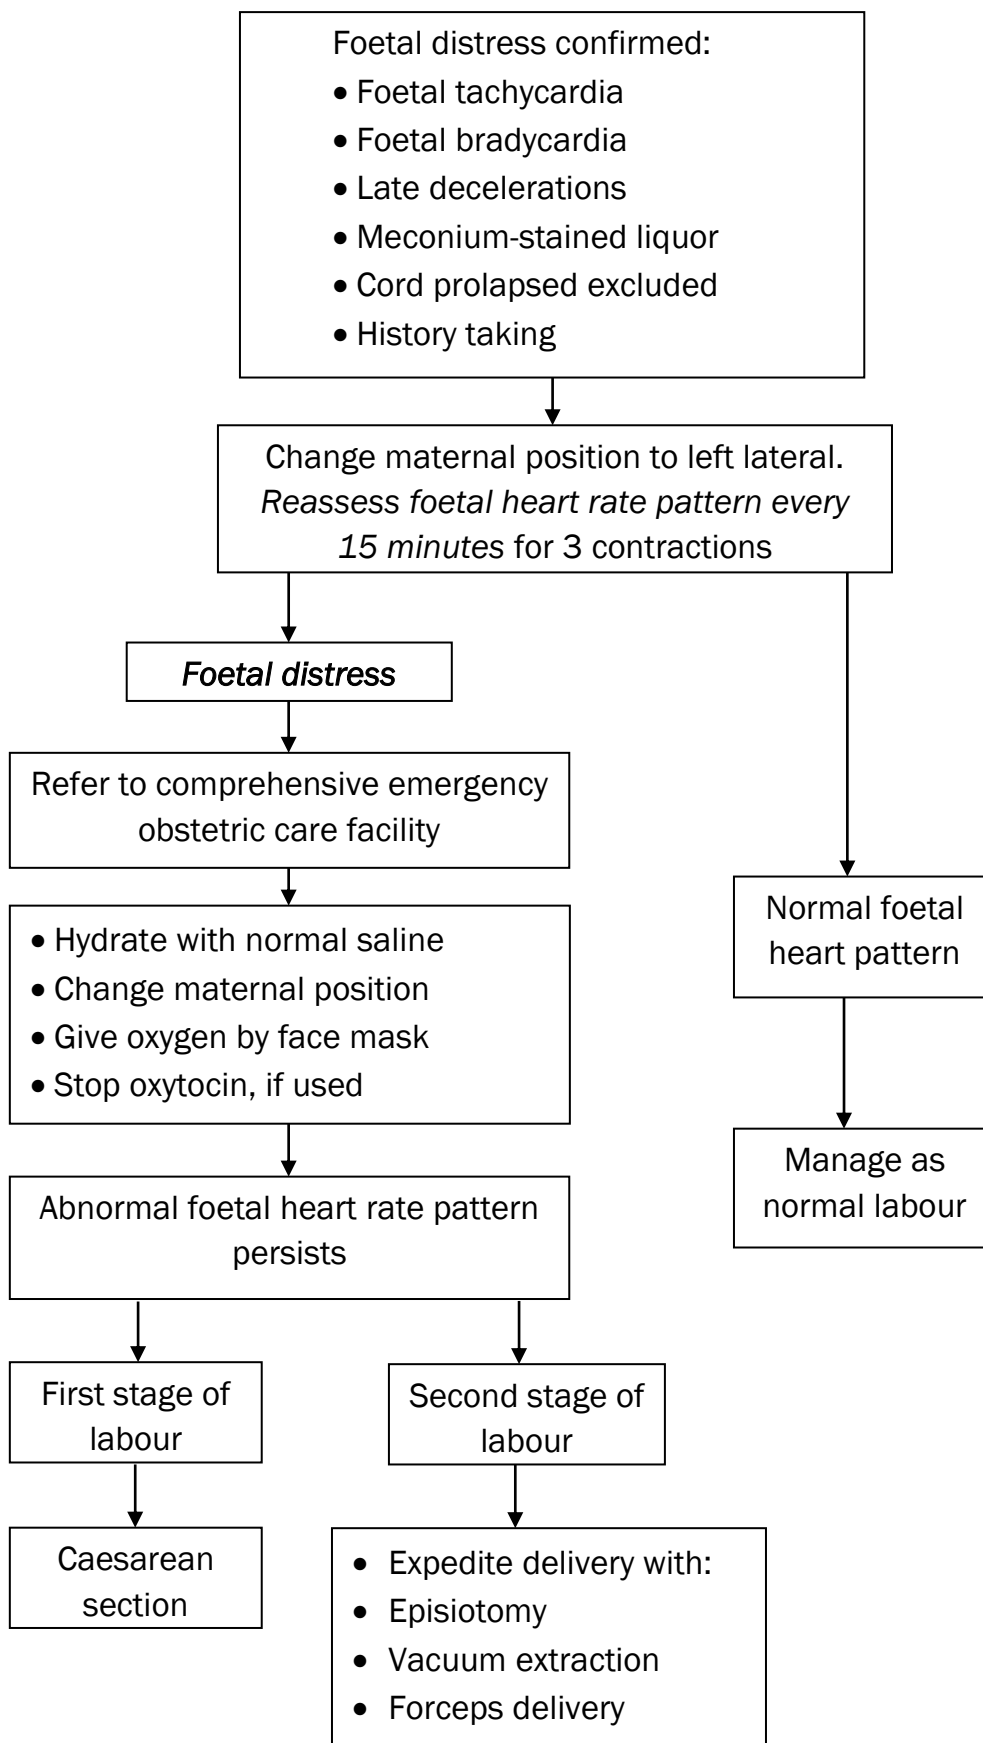 Foetal distress confirmed:
• Foetal tachycardia
• Foetal bradycardia
• Late decelerations
• Meconium-stained liquor
• Cord prolapsed excluded
• History taking
Change maternal position to left lateral.
Reassess foetal heart rate pattern every
15 minutes for 3 contractions
Foetal distress
Refer to comprehensive emergency
obstetric care facility
• Hydrate with normal saline
• Change maternal position
• Give oxygen by face mask
• Stop oxytocin, if used
Abnormal foetal heart rate pattern
persists
First stage of
labour
Caesarean
section
Second stage of
labour
• Expedite delivery with:
• Episiotomy
• Vacuum extraction
• Forceps delivery
Normal foetal
heart pattern
Manage as
normal labour